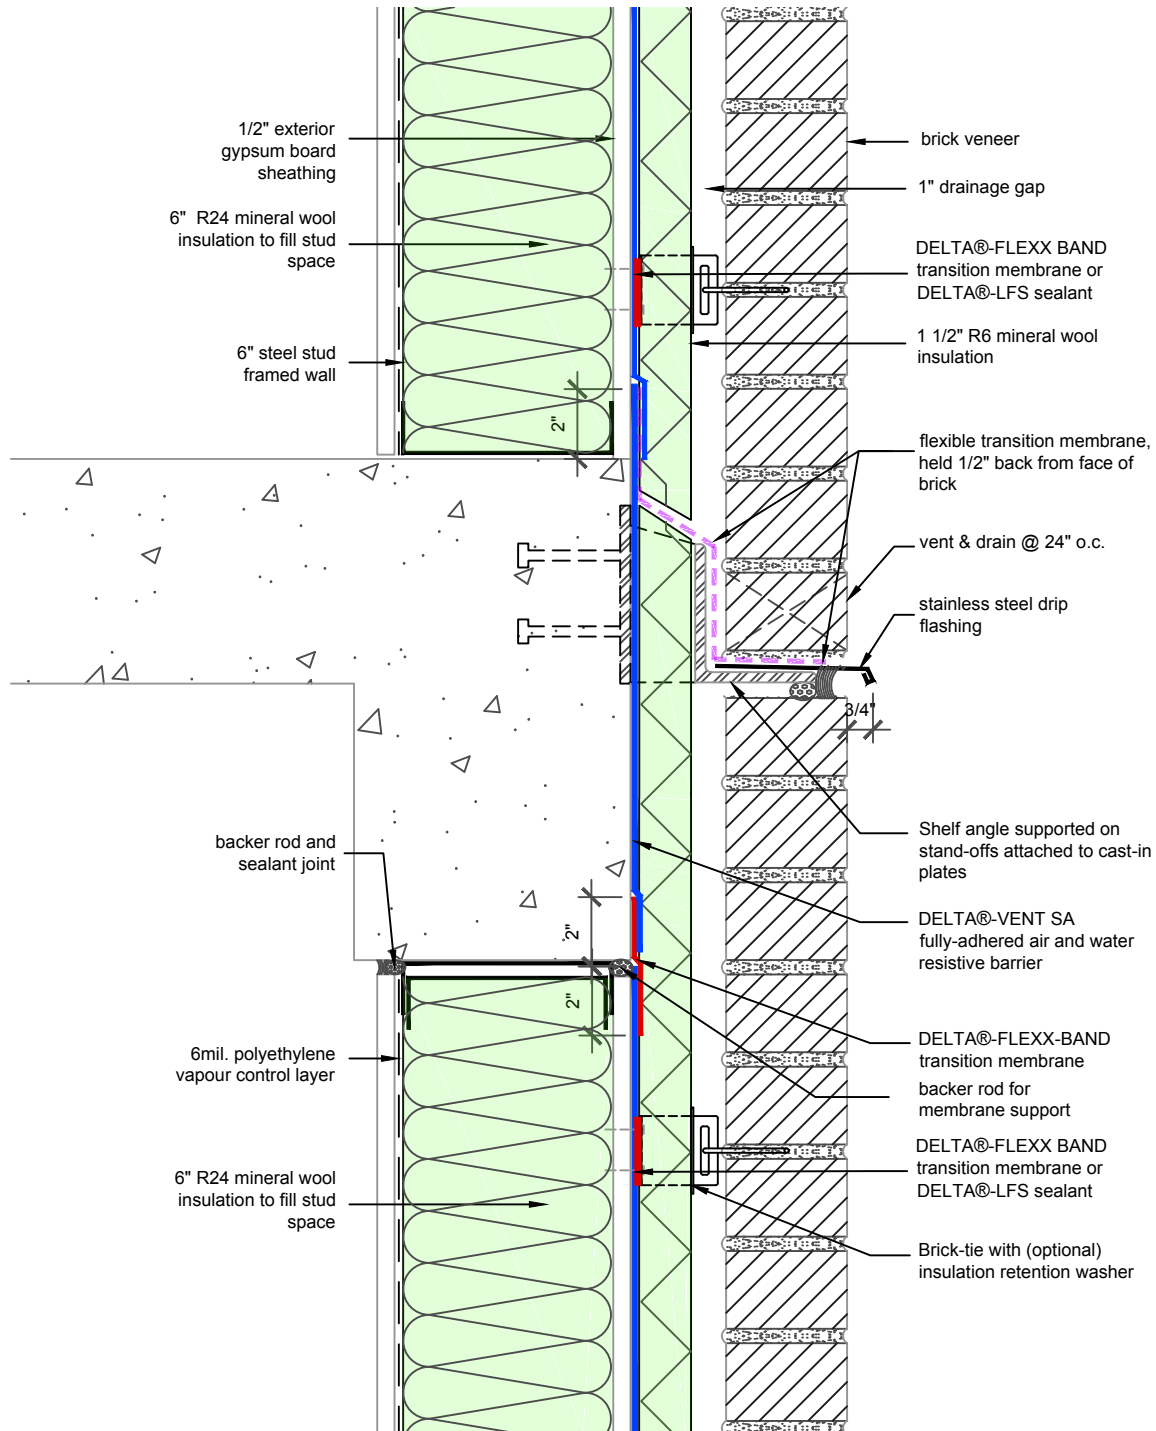 1/2" exterior
gypsum board
sheathing
6" R24 mineral wool
insulation to fill stud
space
6" steel stud
framed wall
2"
backer rod and
sealant joint
2"
2"
6mil. polyethylene
vapour control layer
6" R24 mineral wool
insulation to fill stud
space
brick veneer
1" drainage gap
DELTA®-FLEXX BAND
transition membrane or
DELTA®-LFS sealant
1 1/2" R6 mineral wool
insulation
flexible transition membrane,
held 1/2" back from face of
brick
vent & drain @ 24" o.c.
stainless steel drip
flashing
3/4"
Shelf angle supported on
stand-offs attached to cast-in
plates
DELTA®-VENT SA
fully-adhered air and water
resistive barrier
DELTA®-FLEXX-BAND
transition membrane
backer rod for
membrane support
DELTA®-FLEXX BAND
transition membrane or
DELTA®-LFS sealant
Brick-tie with (optional)
insulation retention washer